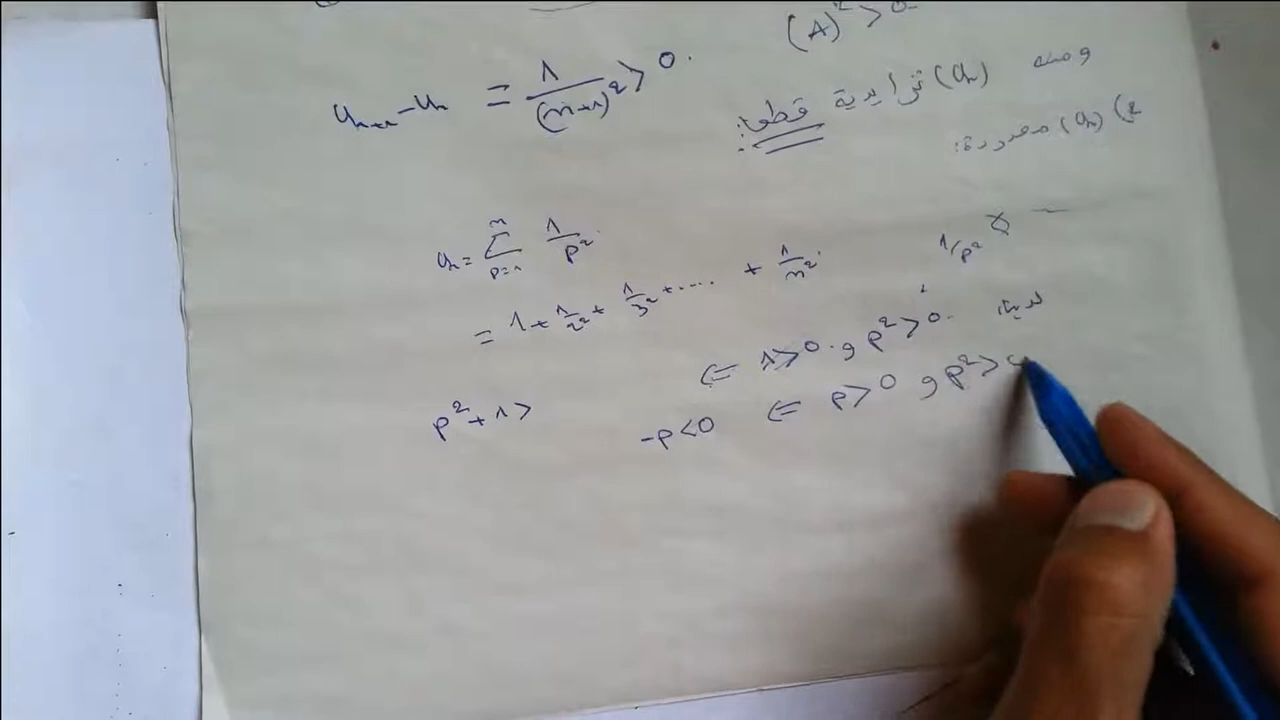 (A)² > 0
u_{n+1} - u_n = 1/(n+1)² > 0.
ومنه (u_n) تزايدية قطعا:
2) (u_n) محدودة:
u_n = Σ_{p=1}^{n} 1/p²
= 1 + 1/2² + 1/3² + .... + 1/n²
1/p²
لدينا p² > 0 و 1 > 0 ⇐
p² > و p > 0 ⇐ -p < 0
p² + 1 >